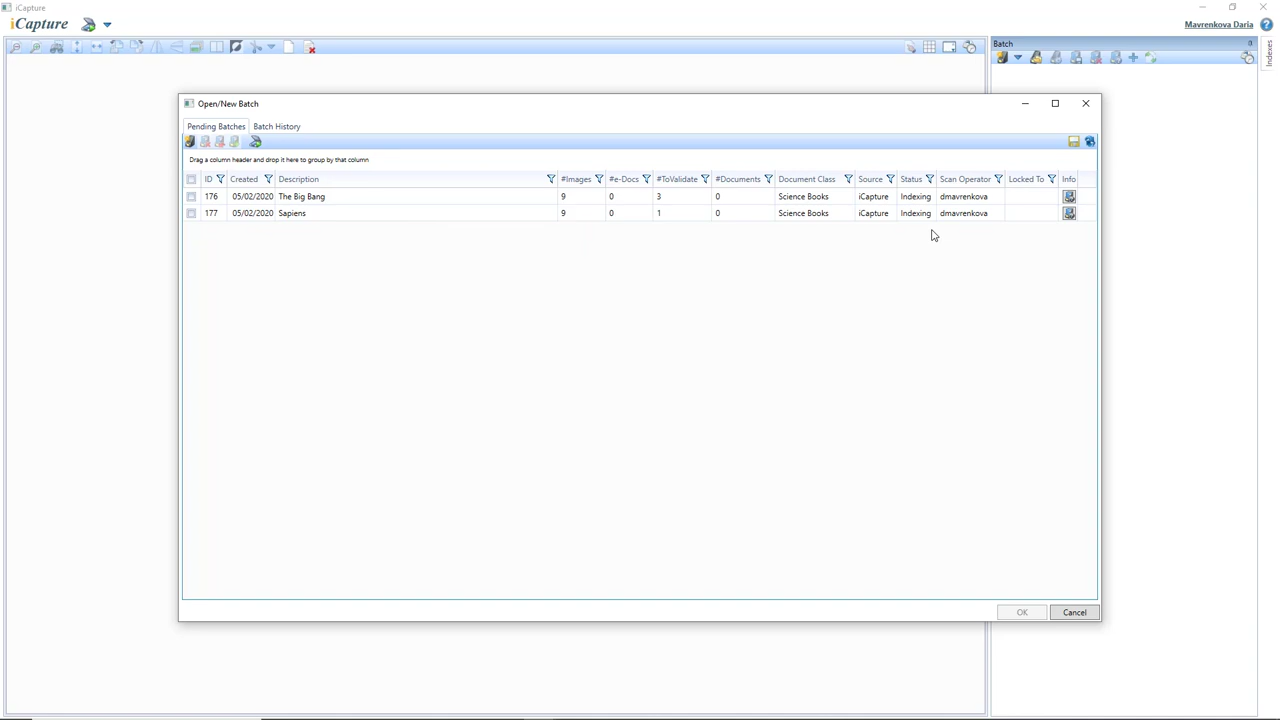 iCapture
iCapture
Mavrenkova Daria
Batch
Indexes
Open/New Batch
Pending Batches
Batch History
Drag a column header and drop it here to group by that column
ID Created Description #Images #e-Docs #ToValidate #Documents Document Class Source Status Scan Operator Locked To Info
176 05/02/2020 The Big Bang 9 0 3 0 Science Books iCapture Indexing dmavrenkova
177 05/02/2020 Sapiens 9 0 1 0 Science Books iCapture Indexing dmavrenkova
OK Cancel